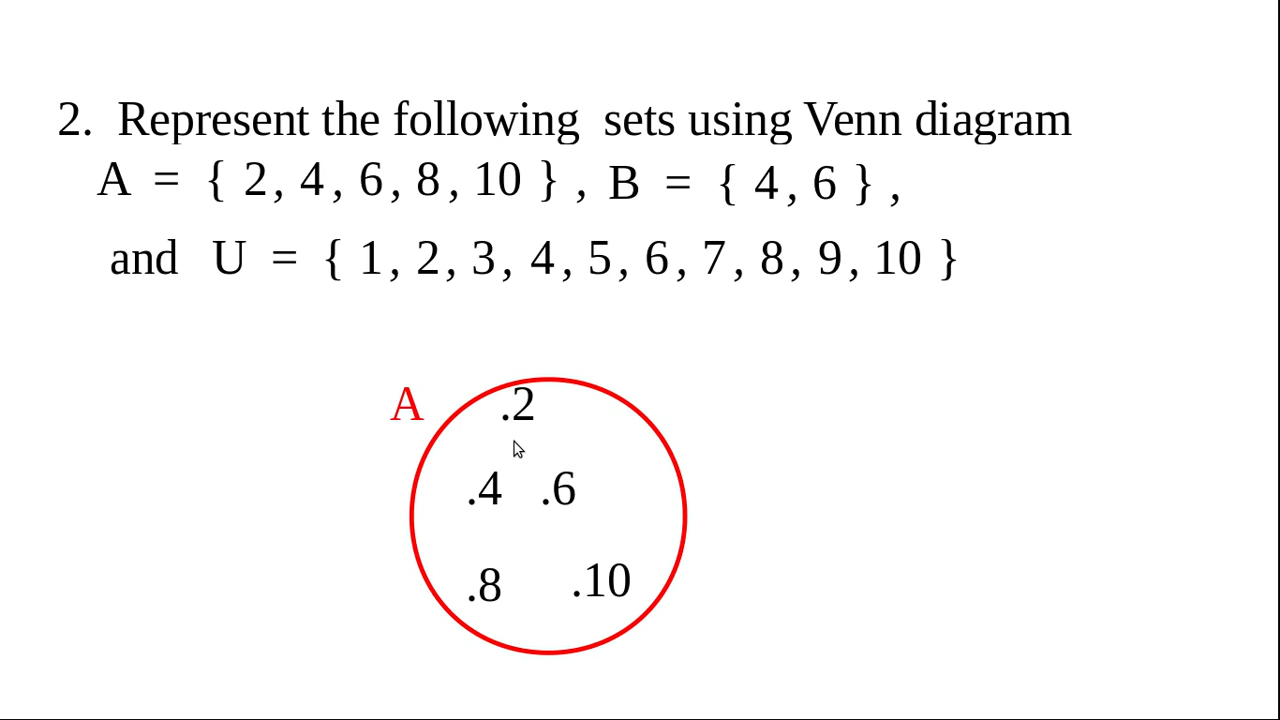 2. Represent the following sets using Venn diagram
A = { 2, 4, 6, 8, 10 } , B = { 4, 6 } ,
and U = { 1, 2, 3, 4, 5, 6, 7, 8, 9, 10 }
A .2
.4 .6
.8 .10